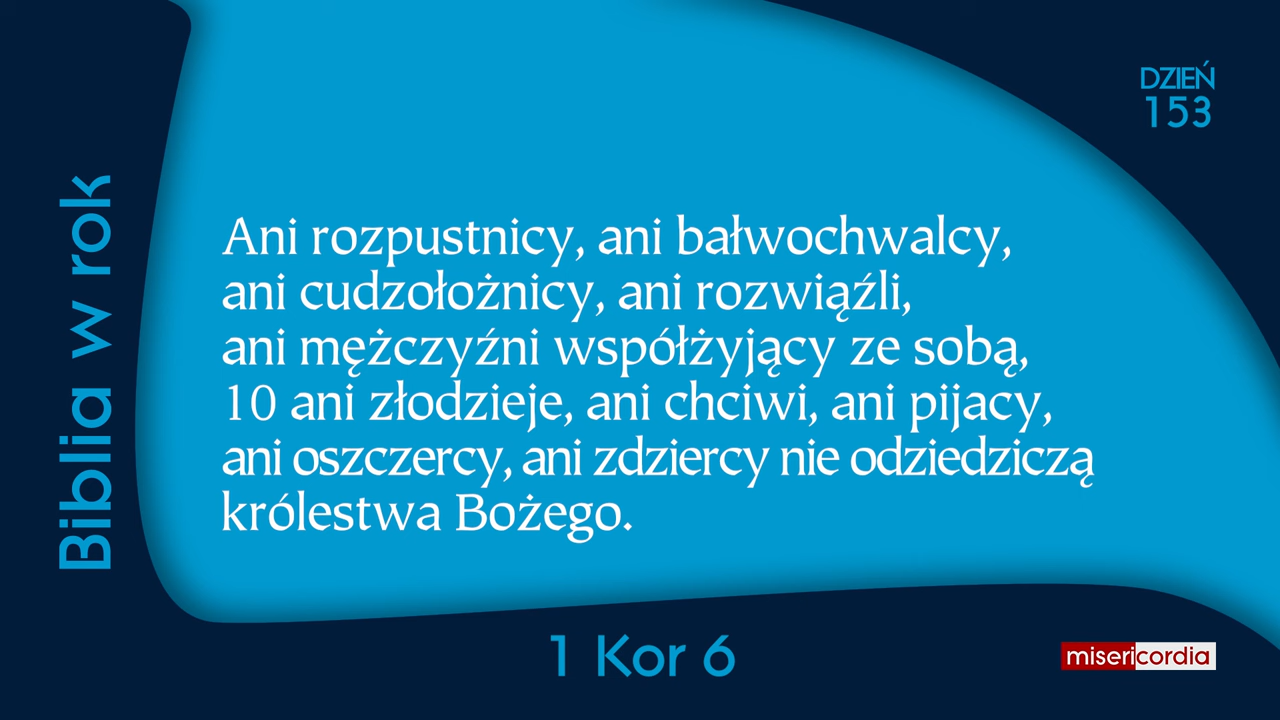 DZIEŃ
153
Biblia w rok
Ani rozpustnicy, ani bałwochwalcy,
ani cudzołożnicy, ani rozwiąźli,
ani mężczyźni współżyjący ze sobą,
10 ani złodzieje, ani chciwi, ani pijacy,
ani oszczercy, ani zdziercy nie odziedziczą
królestwa Bożego.
1 Kor 6
misericordia